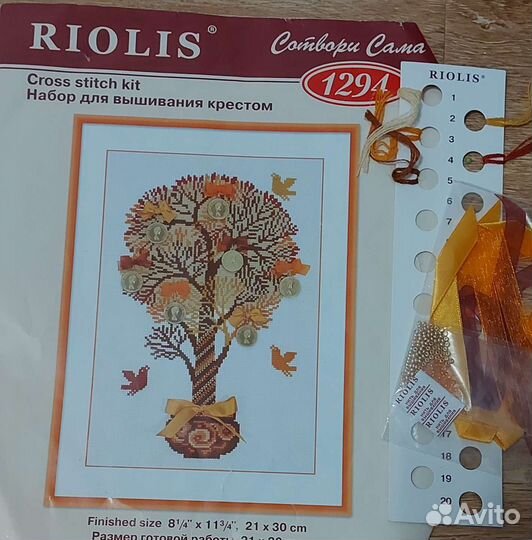 RIOLIS®
Сотвори Сама
Cross stitch kit
Набор для вышивания крестом
1294
Finished size 8¼" x 11¾", 21 x 30 cm
Размер готовой работы
RIOLIS®
1
2
3
4
5
6
7
17
18
19
20
RIOLIS
RIOLIS
RIOLIS
Avito